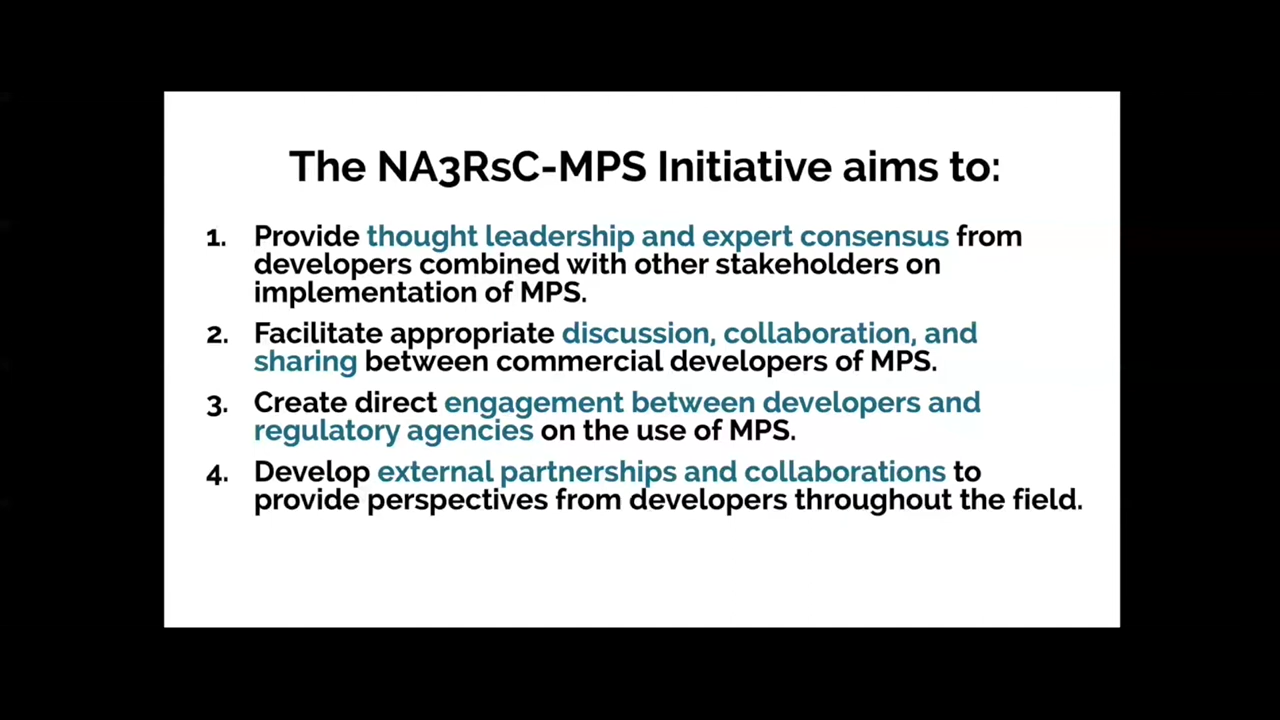 The NA3RsC-MPS Initiative aims to:
1. Provide thought leadership and expert consensus from
developers combined with other stakeholders on
implementation of MPS.
2. Facilitate appropriate discussion, collaboration, and
sharing between commercial developers of MPS.
3. Create direct engagement between developers and
regulatory agencies on the use of MPS.
4. Develop external partnerships and collaborations to
provide perspectives from developers throughout the field.